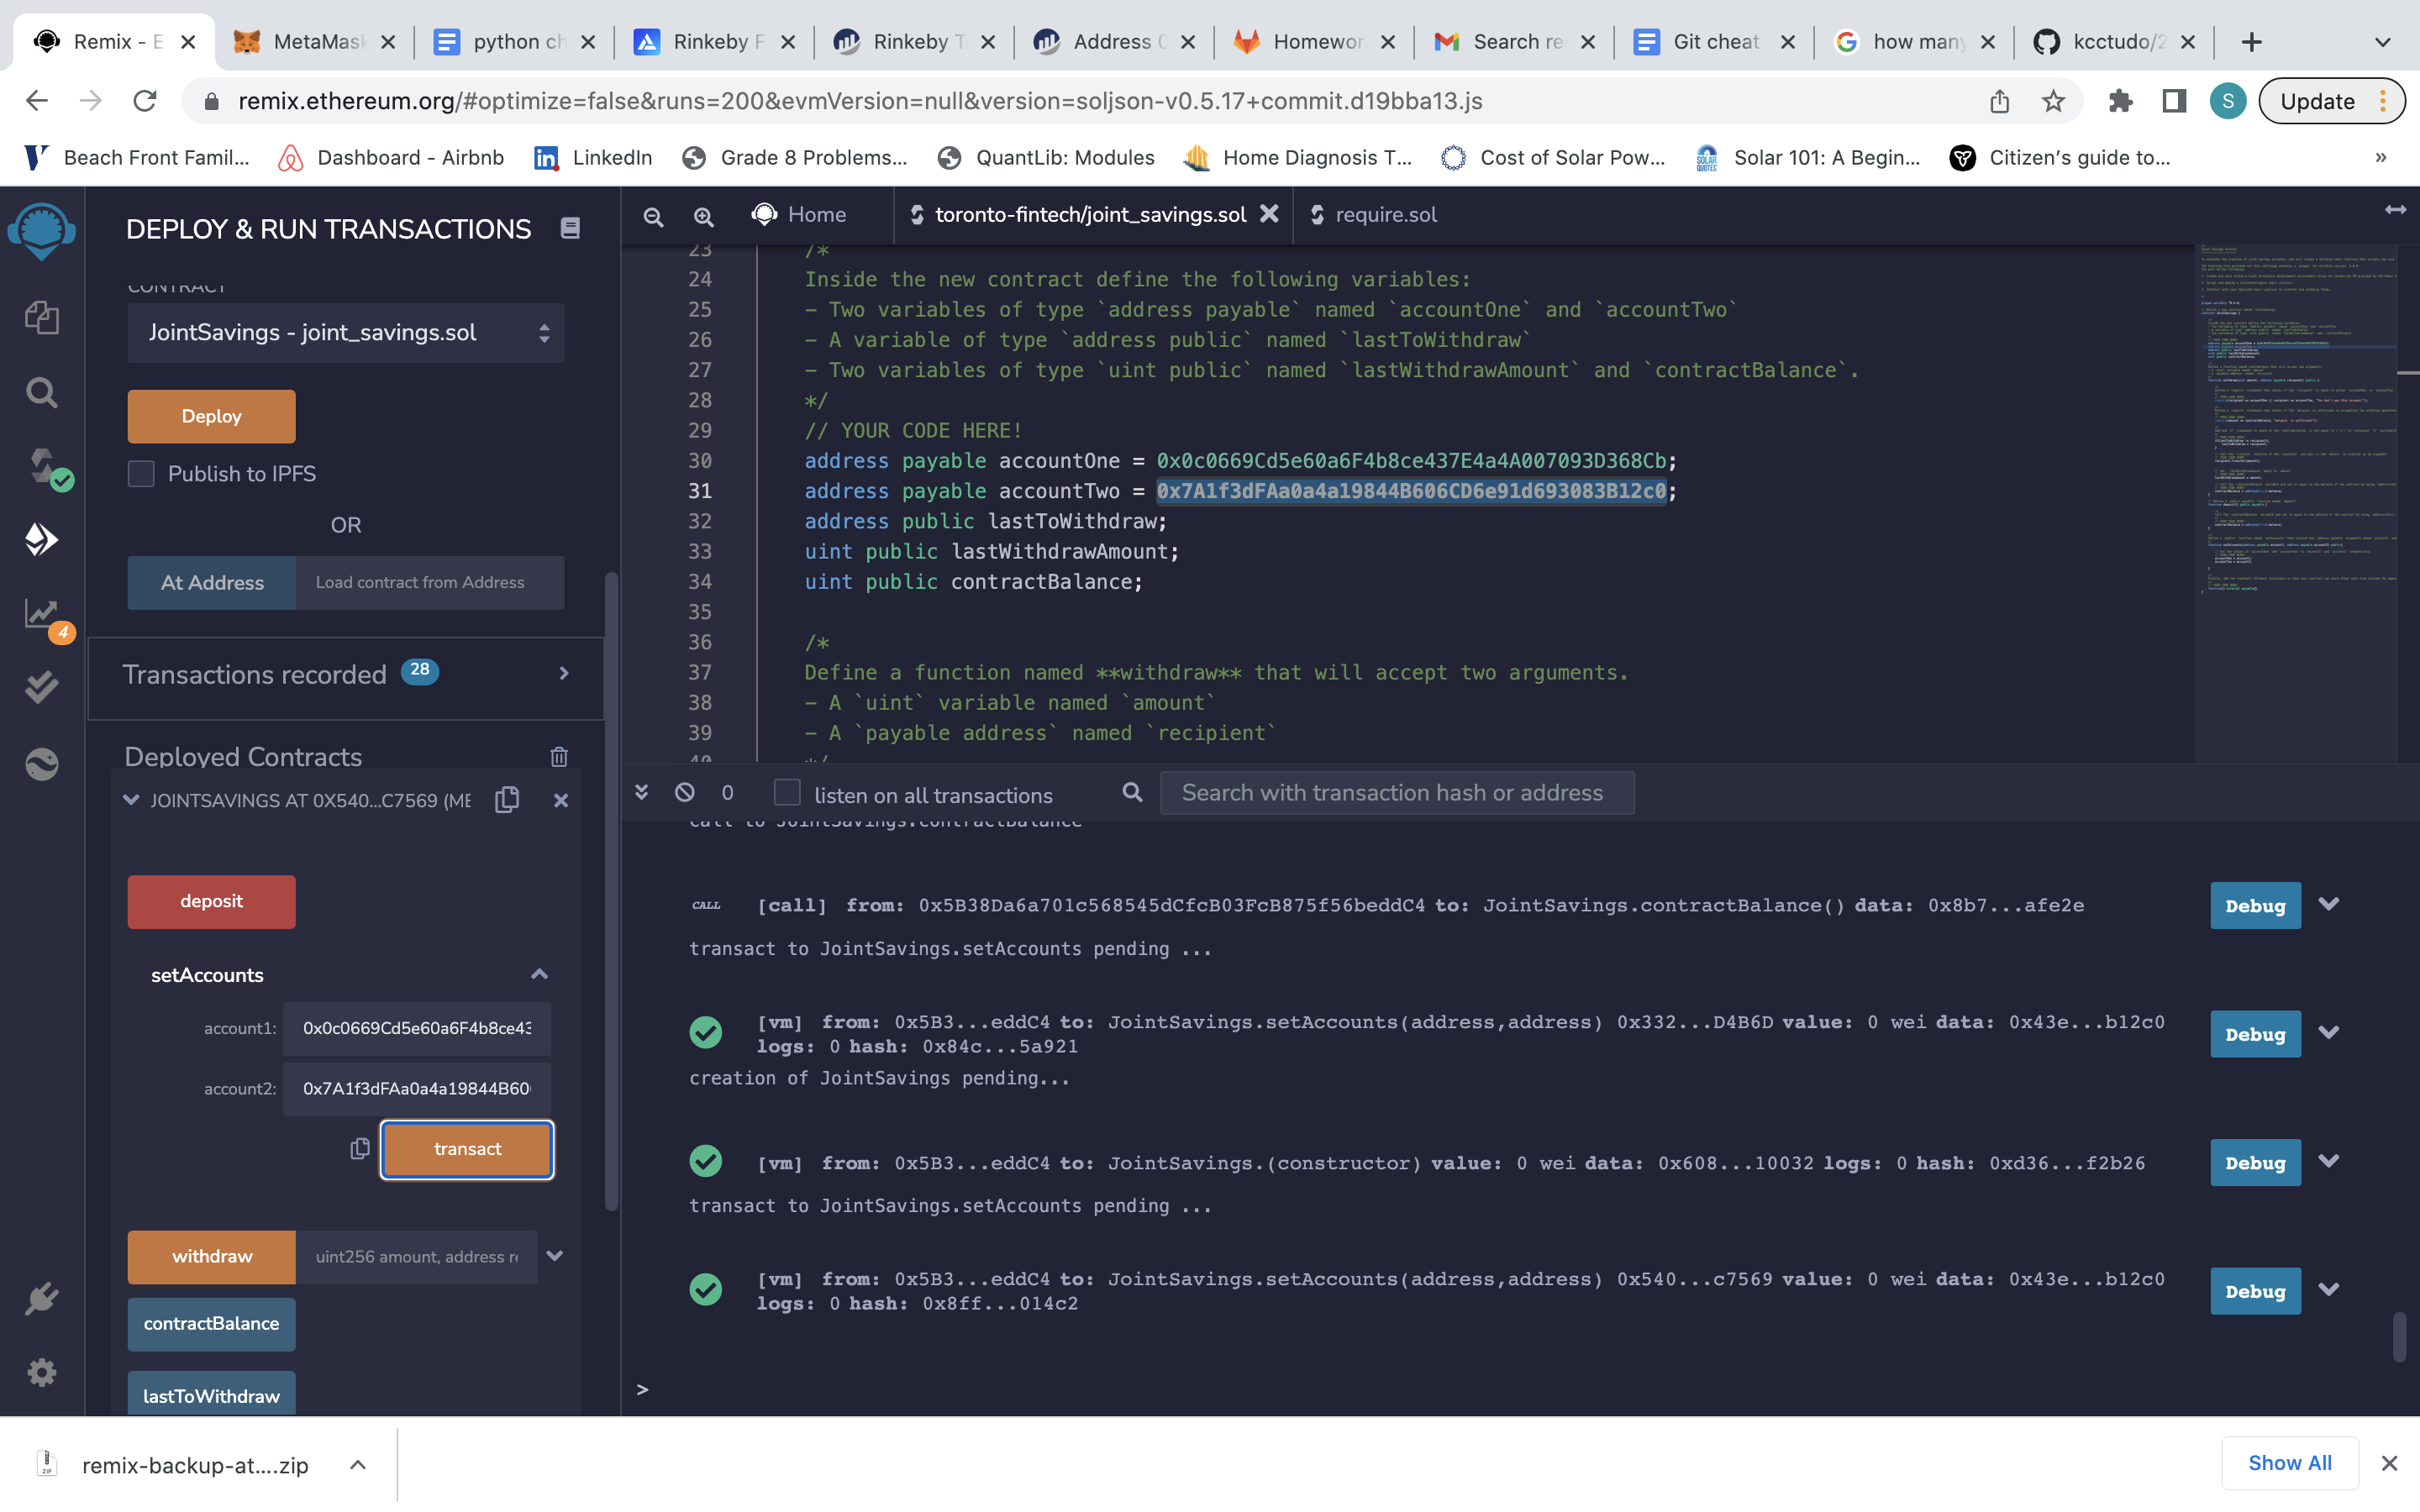 Remix - E
MetaMask
python ch
Rinkeby F
Rinkeby T
Address 0
Homewor
Search re
Git cheat
how many
kcctudo/2
remix.ethereum.org/#optimize=false&runs=200&evmVersion=null&version=soljson-v0.5.17+commit.d19bba13.js
S
Update
Beach Front Famil...
Dashboard - Airbnb
LinkedIn
Grade 8 Problems...
QuantLib: Modules
Home Diagnosis T...
Cost of Solar Pow...
Solar 101: A Begin...
Citizen's guide to...
»
DEPLOY & RUN TRANSACTIONS
CONTRACT
JointSavings - joint_savings.sol
Deploy
Publish to IPFS
OR
At Address
Load contract from Address
4
Transactions recorded 28
Deployed Contracts
JOINTSAVINGS AT 0X540...C7569 (ME
deposit
setAccounts
account1: 0x0c0669Cd5e60a6F4b8ce43
account2: 0x7A1f3dFAa0a4a19844B60
transact
withdraw
uint256 amount, address re
contractBalance
lastToWithdraw
Home
toronto-fintech/joint_savings.sol
require.sol
23 /*
24 Inside the new contract define the following variables:
25 - Two variables of type `address payable` named `accountOne` and `accountTwo`
26 - A variable of type `address public` named `lastToWithdraw`
27 - Two variables of type `uint public` named `lastWithdrawAmount` and `contractBalance`.
28 */
29 // YOUR CODE HERE!
30 address payable accountOne = 0x0c0669Cd5e60a6F4b8ce437E4a4A007093D368Cb;
31 address payable accountTwo = 0x7A1f3dFAa0a4a19844B606CD6e91d693083B12c0;
32 address public lastToWithdraw;
33 uint public lastWithdrawAmount;
34 uint public contractBalance;
35
36 /*
37 Define a function named **withdraw** that will accept two arguments.
38 - A `uint` variable named `amount`
39 - A `payable address` named `recipient`
40 */
0
listen on all transactions
Search with transaction hash or address
call to JointSavings.contractBalance
CALL [call] from: 0x5B38Da6a701c568545dCfcB03FcB875f56beddC4 to: JointSavings.contractBalance() data: 0x8b7...afe2e
Debug
transact to JointSavings.setAccounts pending ...
[vm] from: 0x5B3...eddC4 to: JointSavings.setAccounts(address,address) 0x332...D4B6D value: 0 wei data: 0x43e...b12c0
logs: 0 hash: 0x84c...5a921
Debug
creation of JointSavings pending...
[vm] from: 0x5B3...eddC4 to: JointSavings.(constructor) value: 0 wei data: 0x608...10032 logs: 0 hash: 0xd36...f2b26
Debug
transact to JointSavings.setAccounts pending ...
[vm] from: 0x5B3...eddC4 to: JointSavings.setAccounts(address,address) 0x540...c7569 value: 0 wei data: 0x43e...b12c0
logs: 0 hash: 0x8ff...014c2
Debug
>
remix-backup-at....zip
Show All